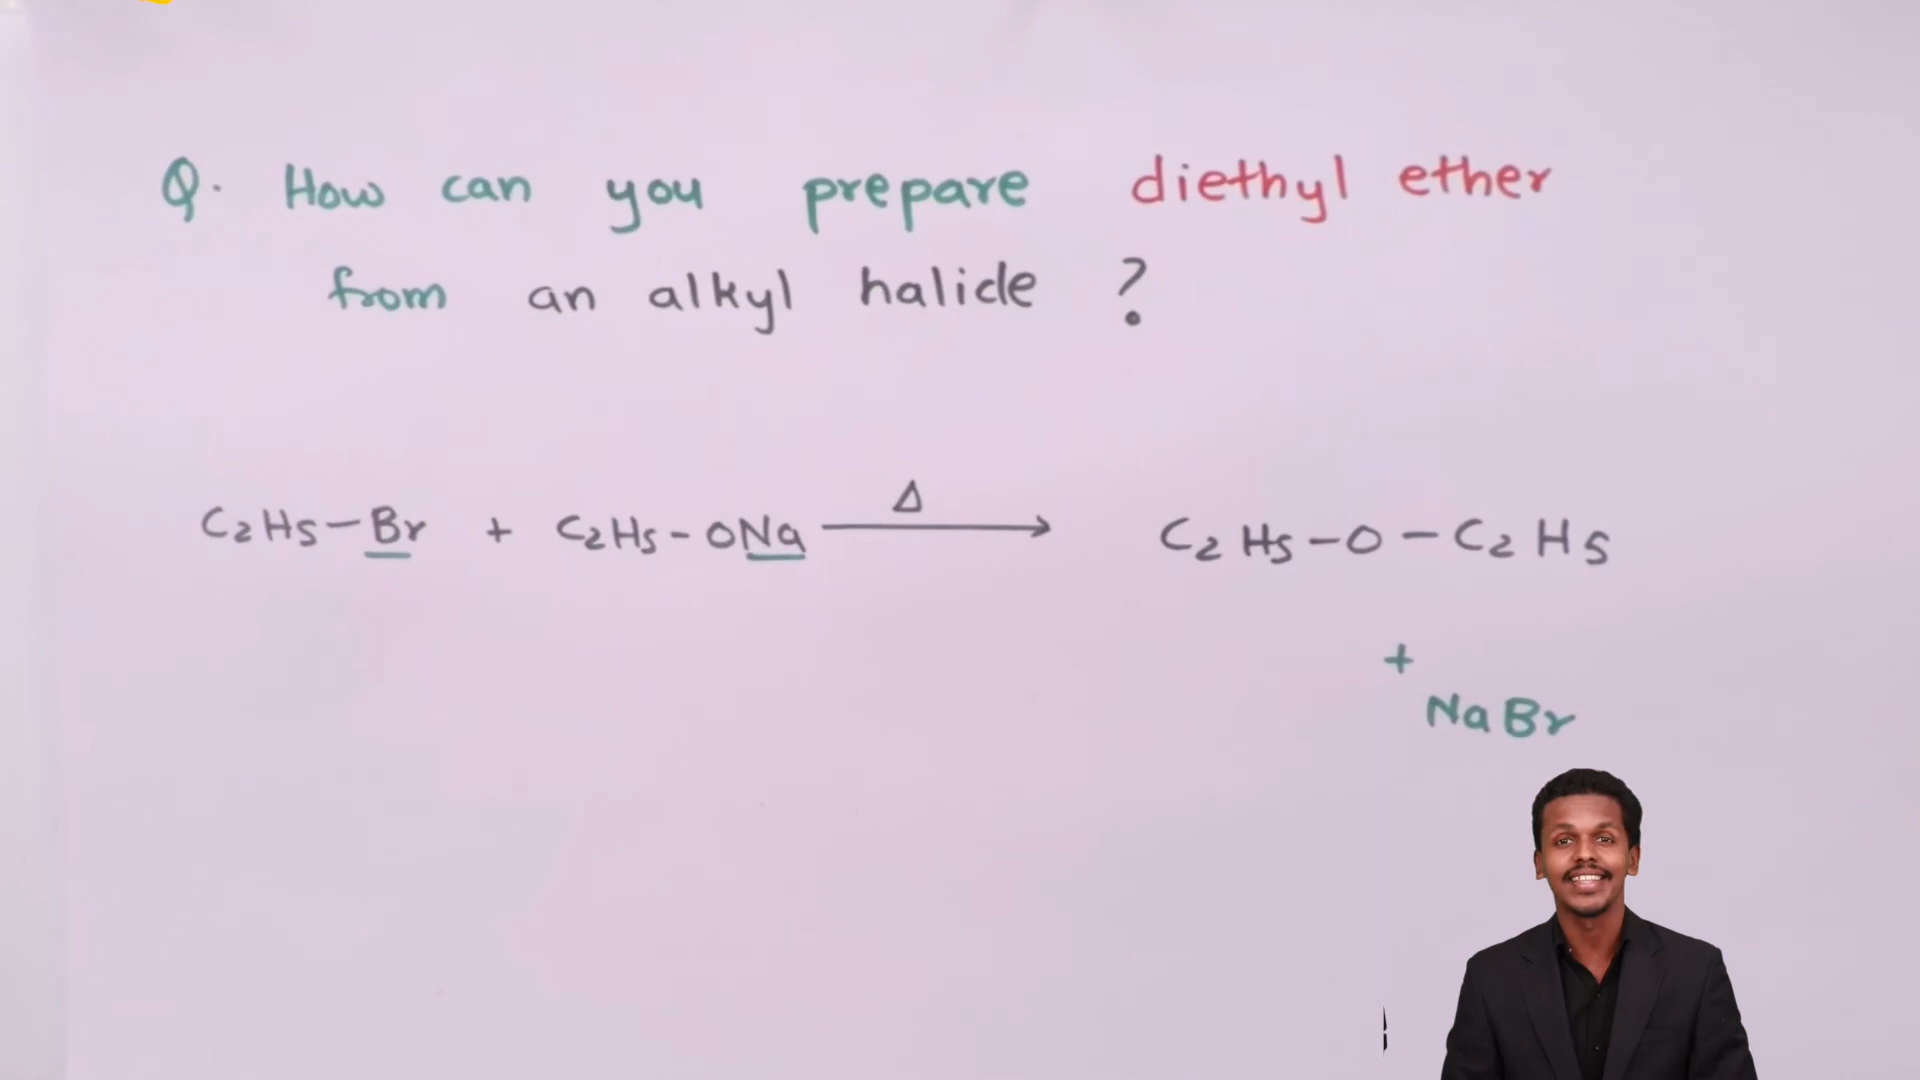 Q. How can you prepare diethyl ether
from an alkyl halide ?
Δ
C2H5-Br + C2H5-ONa → C2H5-O-C2H5
+
NaBr